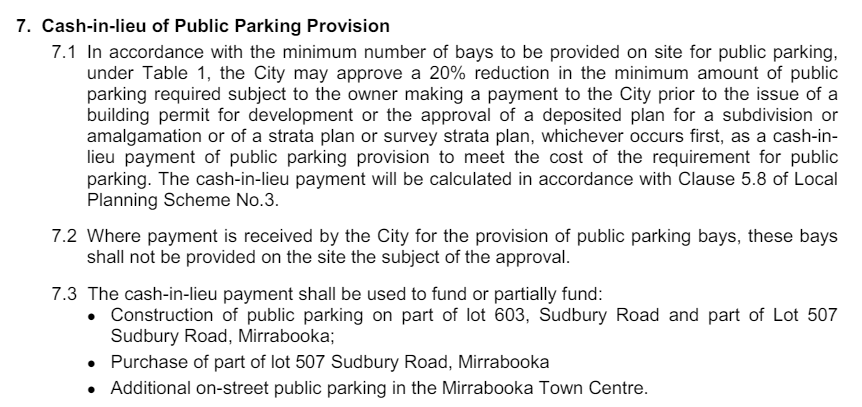 7. Cash-in-lieu of Public Parking Provision
7.1 In accordance with the minimum number of bays to be provided on site for public parking,
under Table 1, the City may approve a 20% reduction in the minimum amount of public
parking required subject to the owner making a payment to the City prior to the issue of a
building permit for development or the approval of a deposited plan for a subdivision or
amalgamation or of a strata plan or survey strata plan, whichever occurs first, as a cash-in-
lieu payment of public parking provision to meet the cost of the requirement for public
parking. The cash-in-lieu payment will be calculated in accordance with Clause 5.8 of Local
Planning Scheme No.3.
7.2 Where payment is received by the City for the provision of public parking bays, these bays
shall not be provided on the site the subject of the approval.
7.3 The cash-in-lieu payment shall be used to fund or partially fund:
• Construction of public parking on part of lot 603, Sudbury Road and part of Lot 507
Sudbury Road, Mirrabooka;
• Purchase of part of lot 507 Sudbury Road, Mirrabooka
• Additional on-street public parking in the Mirrabooka Town Centre.